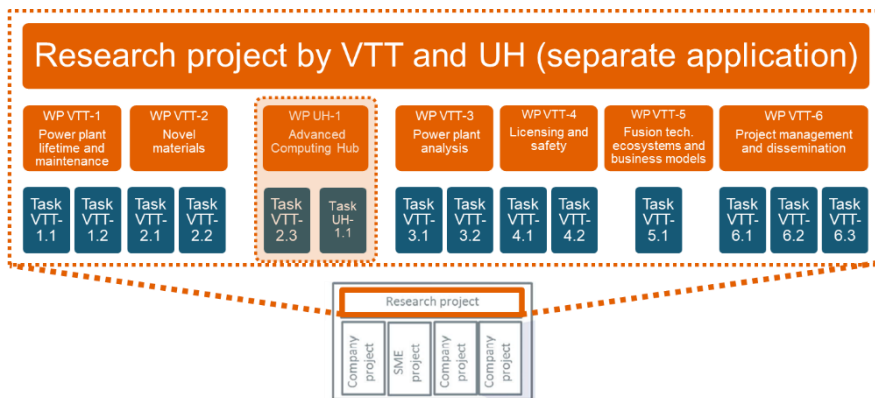 Research project by VTT and UH (separate application)
WP VTT-1
Power plant
lifetime and
maintenance
WP VTT-2
Novel
materials
WP UH-1
Advanced
Computing Hub
WP VTT-3
Power plant
analysis
WP VTT-4
Licensing and
safety
WP VTT-5
Fusion tech.
ecosystems and
business models
WP VTT-6
Project management
and dissemination
Task
VTT-
1.1
Task
VTT-
1.2
Task
VTT-
2.1
Task
VTT-
2.2
Task
VTT-
2.3
Task
UH-
1.1
Task
VTT-
3.1
Task
VTT-
3.2
Task
VTT-
4.1
Task
VTT-
4.2
Task
VTT-
5.1
Task
VTT-
6.1
Task
VTT-
6.2
Task
VTT-
6.3
Research project
Company
project
SME
project
Company
project
Company
project